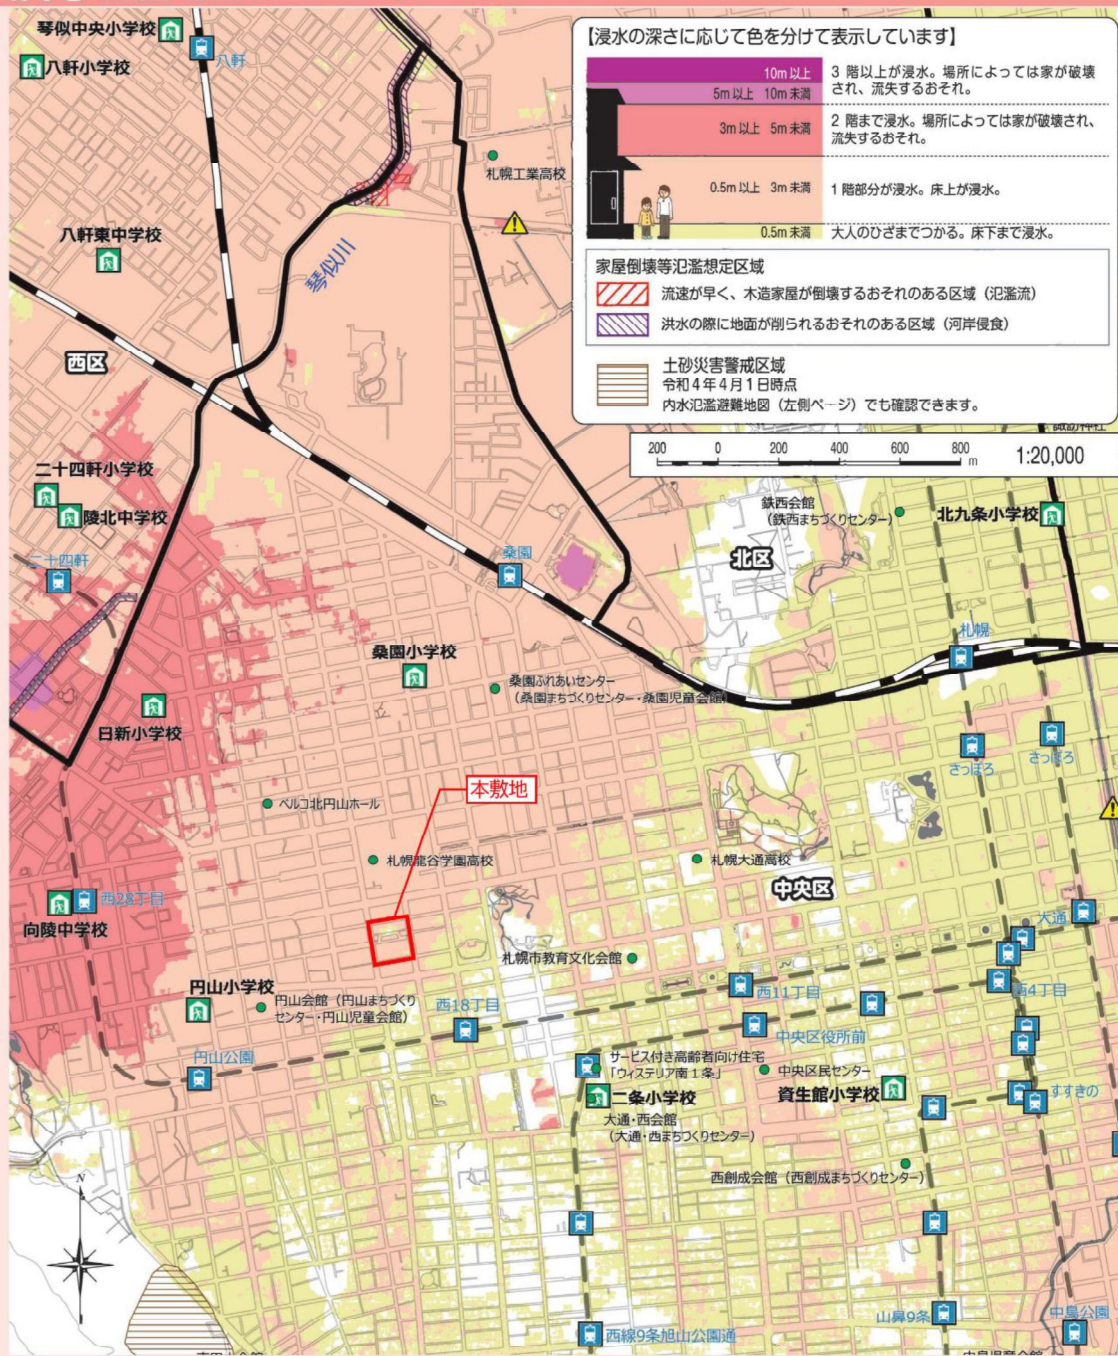 琴似中央小学校
八軒
八軒小学校
札幌工業高校
八軒東中学校
琴似川
西区
【浸水の深さに応じて色を分けて表示しています】
10m 以上
3 階以上が浸水。場所によっては家が破壊
され、流失するおそれ。
5m 以上 10m 未満
3m 以上 5m 未満
2 階まで浸水。場所によっては家が破壊され、
流失するおそれ。
0.5m 以上 3m 未満
1 階部分が浸水。床上が浸水。
0.5m 未満
大人のひざまでつかる。床下まで浸水。
家屋倒壊等氾濫想定区域
流速が早く、木造家屋が倒壊するおそれのある区域（氾濫流）
洪水の際に地面が削られるおそれのある区域（河岸侵食）
土砂災害警戒区域
令和4年4月1日時点
内水氾濫避難地図（左側ページ）でも確認できます。
諏訪神社
200 0 200 400 600 800 m 1:20,000
二十四軒小学校
陵北中学校
二十四軒
鉄西会館
（鉄西まちづくりセンター）
北九条小学校
北区
桑園
札幌
桑園小学校
桑園ふれあいセンター
（桑園まちづくりセンター・桑園児童会館）
日新小学校
さっぽろ
さっぽろ
本敷地
ベルコ北円山ホール
札幌龍谷学園高校
札幌大通高校
中央区
西28丁目
向陵中学校
大通
札幌市教育文化会館
円山小学校
円山会館（円山まちづくり
センター・円山児童会館）
西18丁目
西11丁目
西4丁目
中央区役所前
円山公園
サービス付き高齢者向け住宅
「ウィステリア南1条」
中央区民センター
二条小学校
資生館小学校
すすきの
大通・西会館
（大通・西まちづくりセンター）
西創成会館（西創成まちづくりセンター）
N
山鼻9条
中島公園
西線9条旭山公園通
中島児童会館